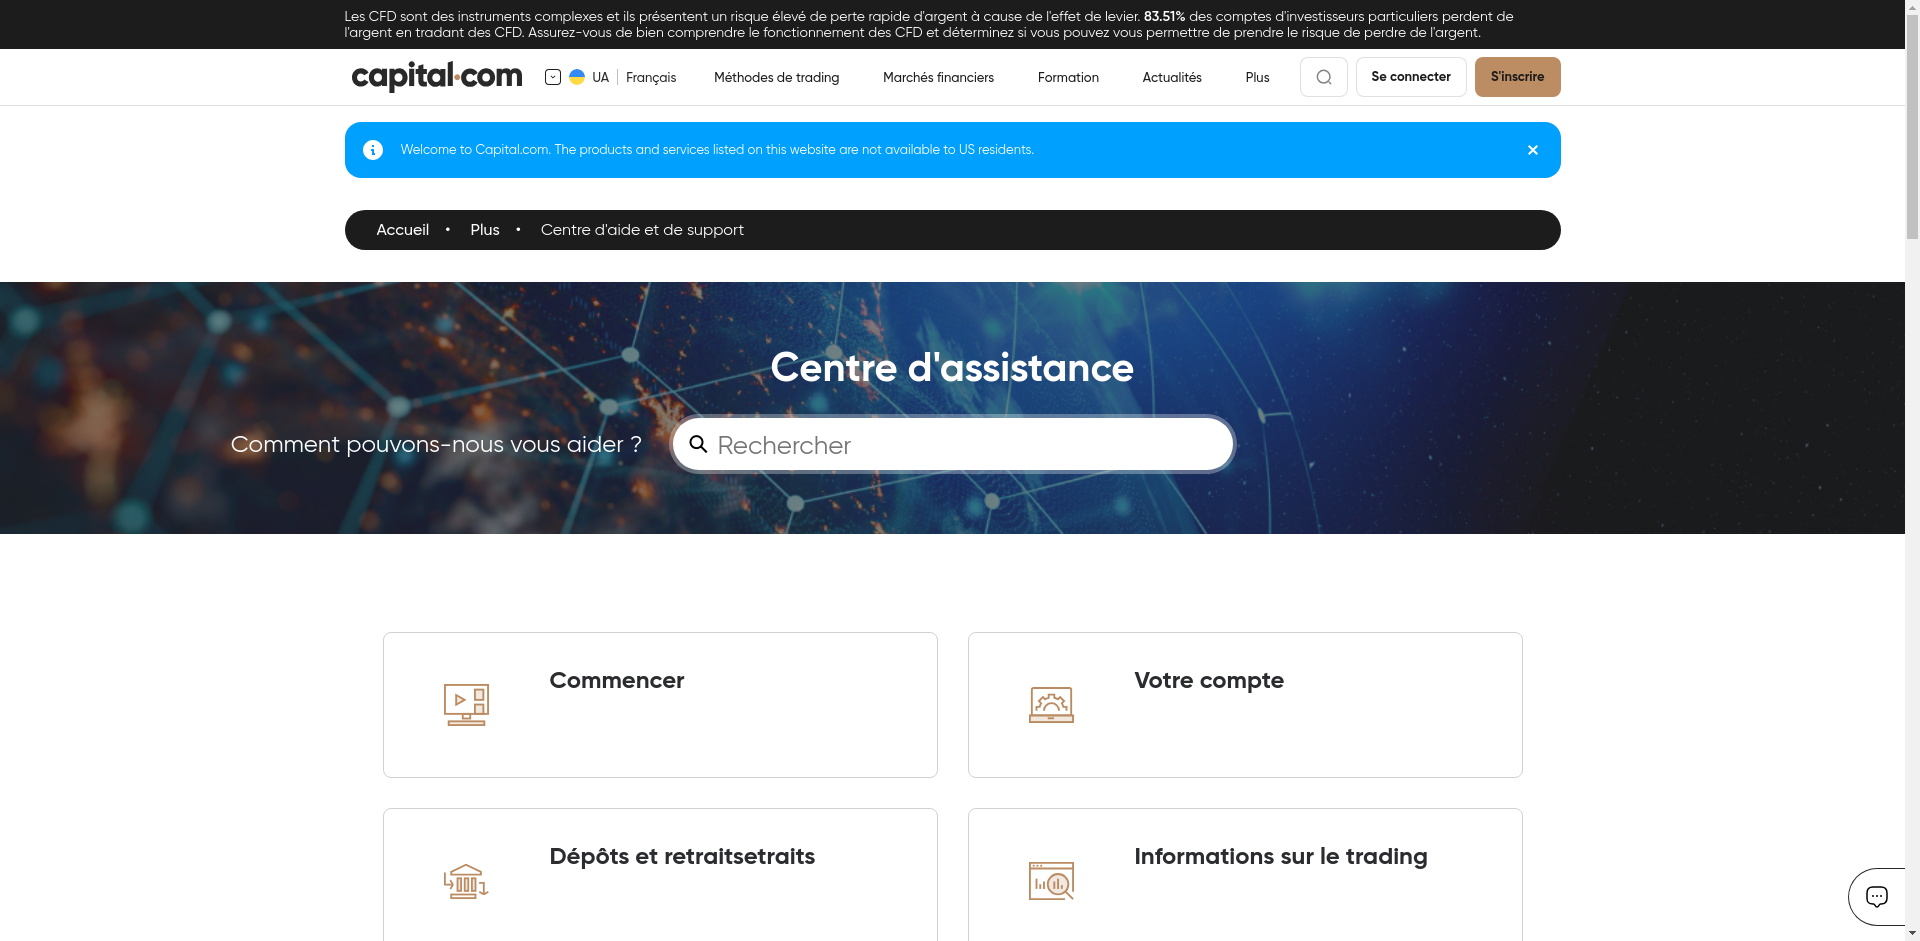 Les CFD sont des instruments complexes et ils présentent un risque élevé de perte rapide d'argent à cause de l'effet de levier. 83.51% des comptes d'investisseurs particuliers perdent de
l'argent en tradant des CFD. Assurez-vous de bien comprendre le fonctionnement des CFD et déterminez si vous pouvez vous permettre de prendre le risque de perdre de l'argent.
capital.com UA Français Méthodes de trading Marchés financiers Formation Actualités Plus Se connecter S'inscrire
Welcome to Capital.com. The products and services listed on this website are not available to US residents.
Accueil • Plus • Centre d'aide et de support
Centre d'assistance
Comment pouvons-nous vous aider ? Rechercher
Commencer
Votre compte
Dépôts et retraitsetraits
Informations sur le trading